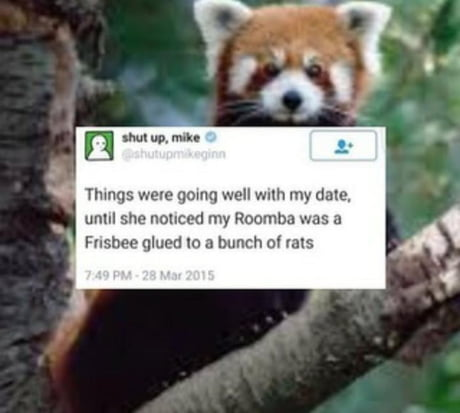 shut up, mike
@shutupmikeginn
Things were going well with my date,
until she noticed my Roomba was a
Frisbee glued to a bunch of rats
7:49 PM - 28 Mar 2015